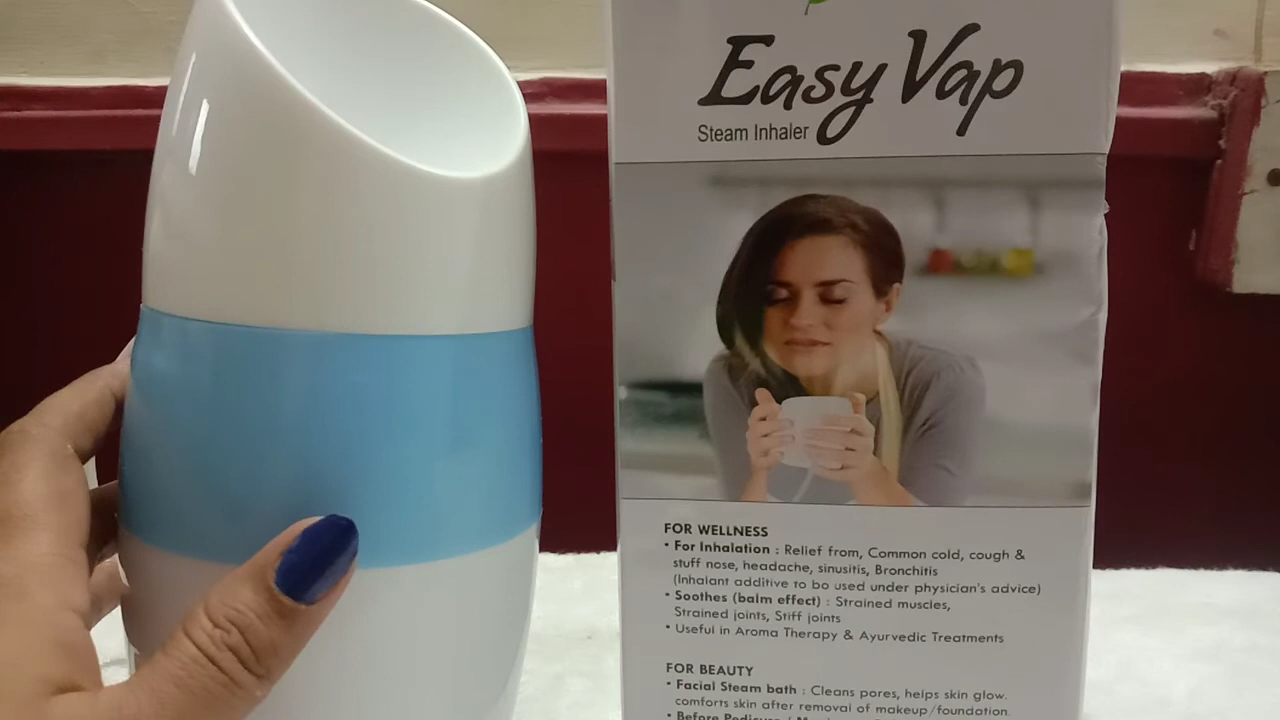 Easy Vap
Steam Inhaler
FOR WELLNESS
• For Inhalation : Relief from, Common cold, cough &
stuff nose, headache, sinusitis, Bronchitis
(Inhalant additive to bo used under physician's advice)
• Soothes (balm effect) : Strained muscles,
Strained joints, Stiff joints
• Useful in Aroma Therapy & Ayurvedic Treatments
FOR BEAUTY
• Facial Steam bath : Cleans pores, helps skin glow.
comforts skin after removal of makeup/foundation.
• Before Pedicure /